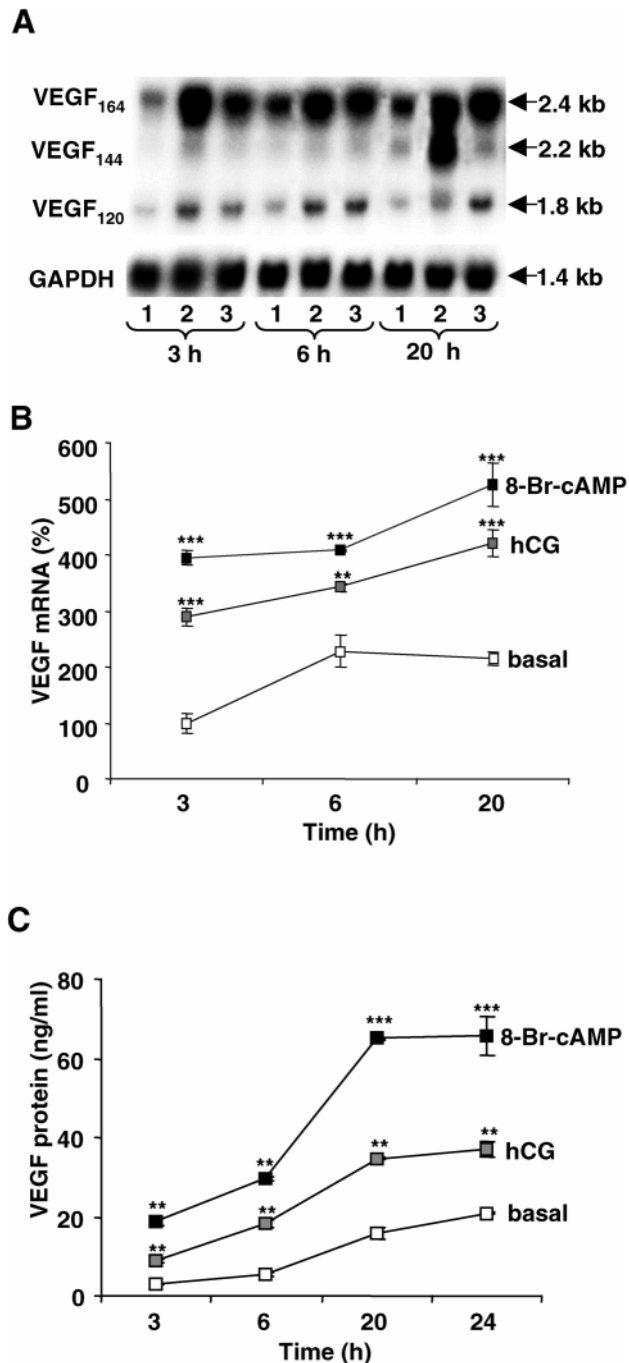 A
VEGF164 2.4 kb
VEGF144 2.2 kb
VEGF120 1.8 kb
GAPDH 1.4 kb
1 2 3 1 2 3 1 2 3
3 h 6 h 20 h
B
VEGF mRNA (%)
600
500
400
300
200
100
0
*** *** *** 8-Br-cAMP
*** ** *** hCG
basal
3 6 20
Time (h)
C
VEGF protein (ng/ml)
80
60
40
20
0
** ** *** *** 8-Br-cAMP
** ** ** ** hCG
basal
3 6 20 24
Time (h)